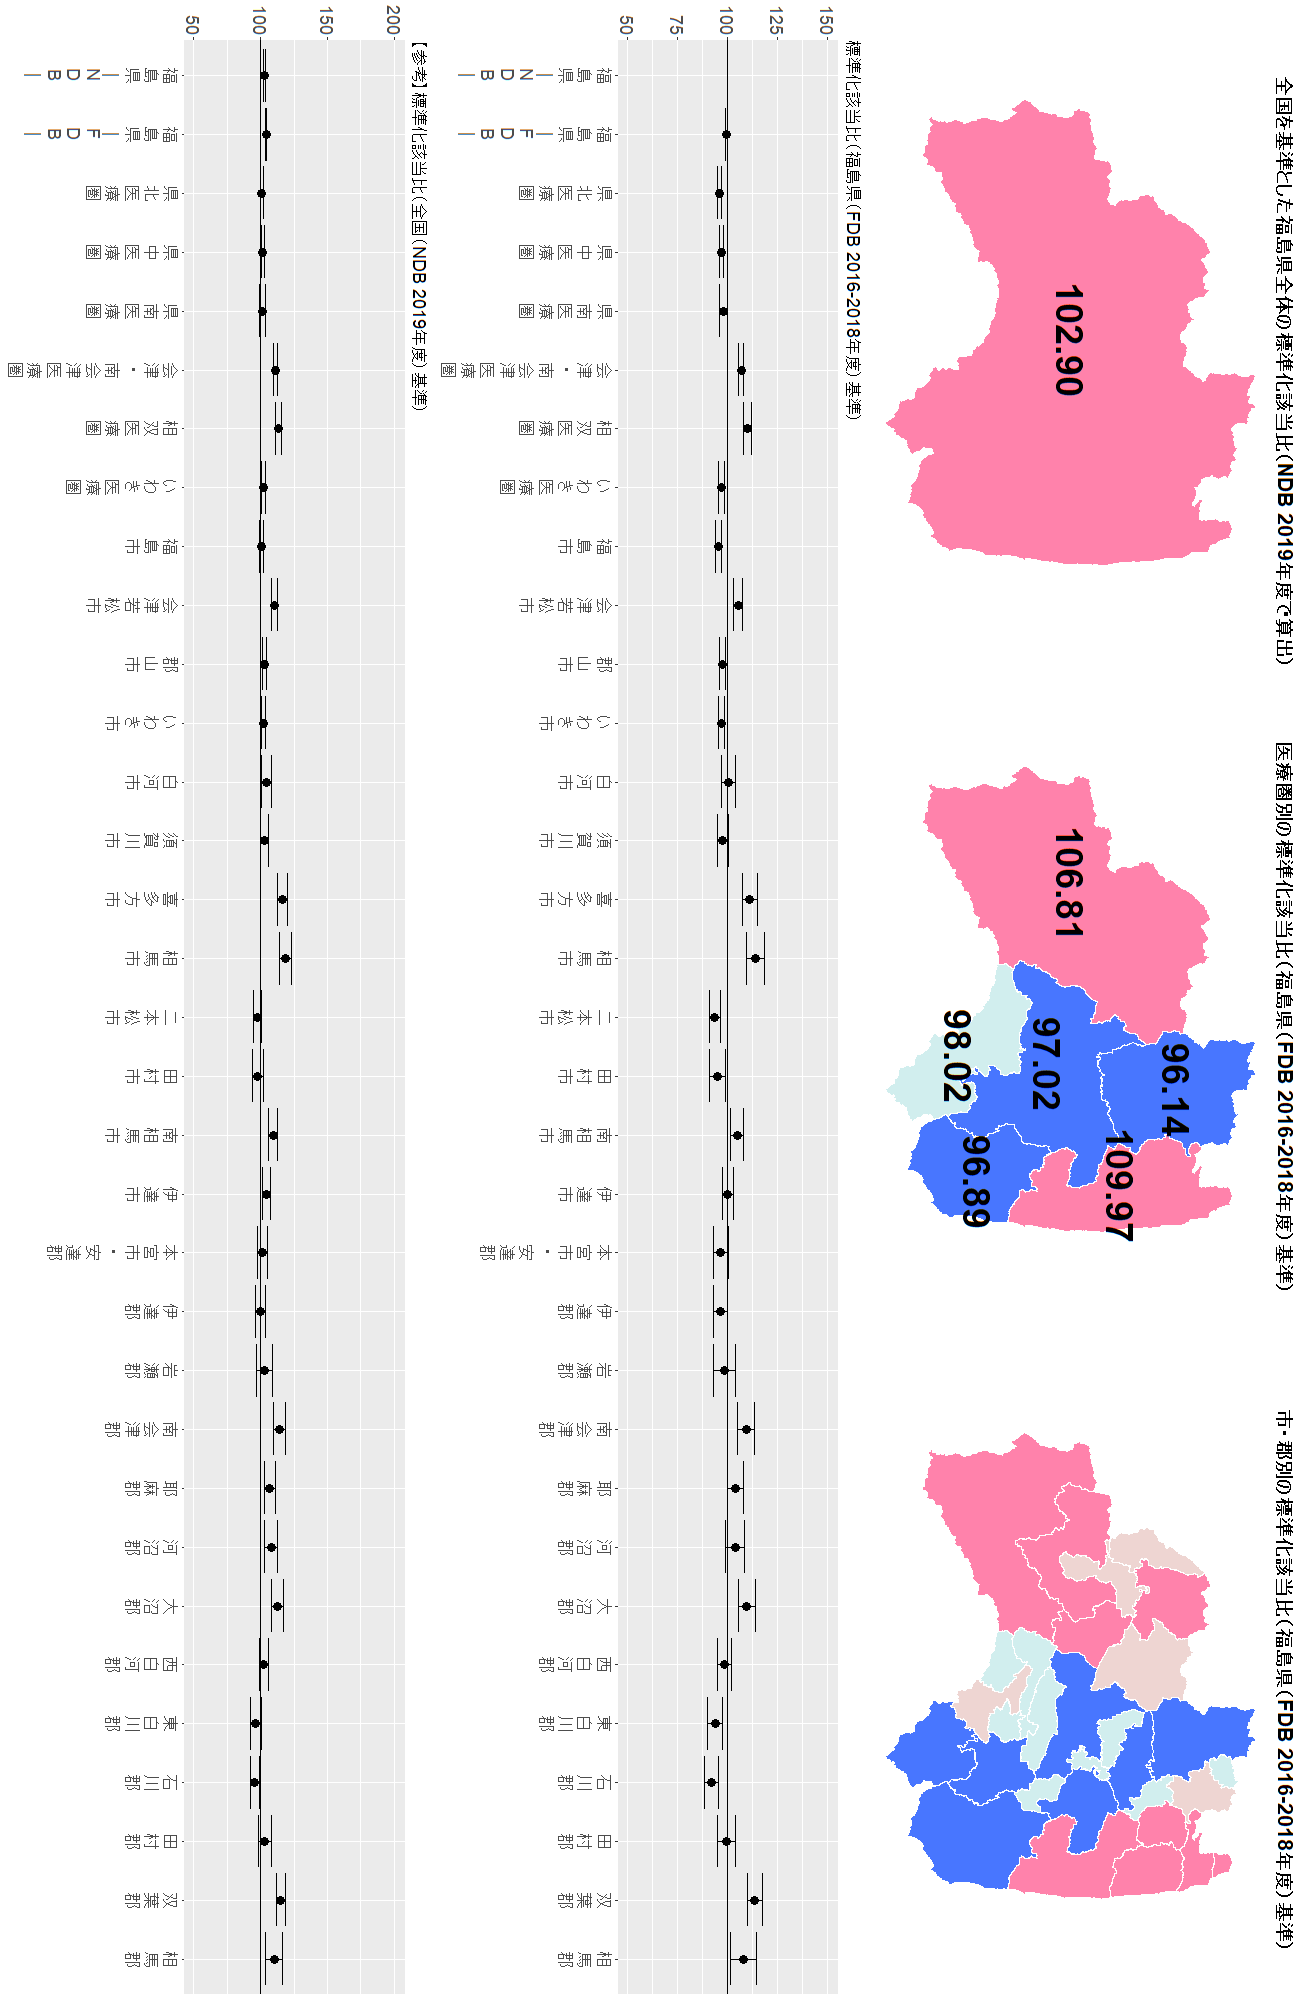 全国を基準とした福島県全体の標準化該当比(NDB 2019年度で算出)
102.90
医療圏別の標準化該当比(福島県(FDB 2016-2018年度)基準)
106.81
96.14
97.02
98.02
109.97
96.89
市・郡別の標準化該当比(福島県(FDB 2016-2018年度)基準)
標準化該当比(福島県(FDB 2016-2018年度)基準)
150
125
100
75
50
福島県—NDB—
福島県—FDB—
県北医療圏
県中医療圏
県南医療圏
会津・南会津医療圏
相双医療圏
いわき医療圏
福島市
会津若松市
郡山市
いわき市
白河市
須賀川市
喜多方市
相馬市
二本松市
田村市
南相馬市
伊達市
本宮市・安達郡
伊達郡
岩瀬郡
南会津郡
耶麻郡
河沼郡
大沼郡
西白河郡
東白川郡
石川郡
田村郡
双葉郡
相馬郡
【参考】標準化該当比(全国(NDB 2019年度)基準)
200
150
100
50
福島県—NDB—
福島県—FDB—
県北医療圏
県中医療圏
県南医療圏
会津・南会津医療圏
相双医療圏
いわき医療圏
福島市
会津若松市
郡山市
いわき市
白河市
須賀川市
喜多方市
相馬市
二本松市
田村市
南相馬市
伊達市
本宮市・安達郡
伊達郡
岩瀬郡
南会津郡
耶麻郡
河沼郡
大沼郡
西白河郡
東白川郡
石川郡
田村郡
双葉郡
相馬郡